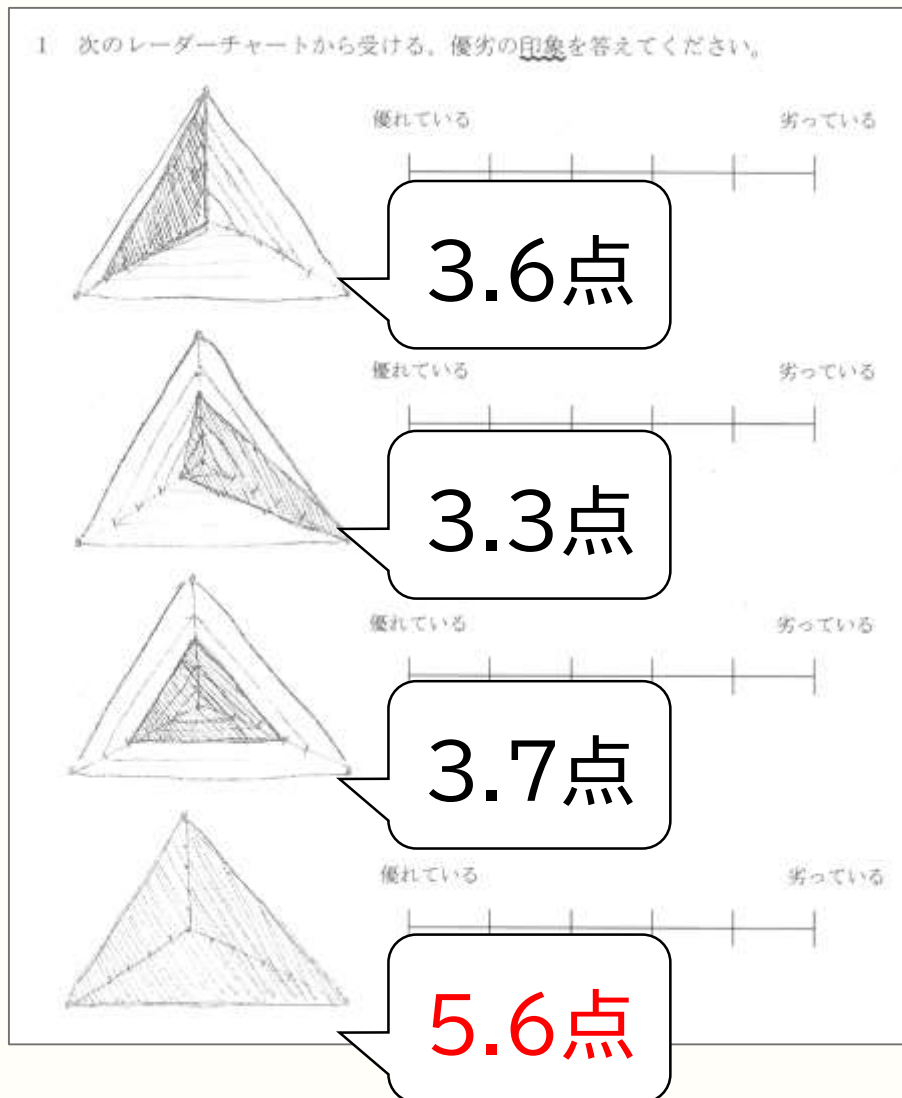 1 次のレーダーチャートから受ける、優劣の印象を答えてください。
優れている 劣っている
3.6点
優れている 劣っている
3.3点
優れている 劣っている
3.7点
優れている 劣っている
5.6点